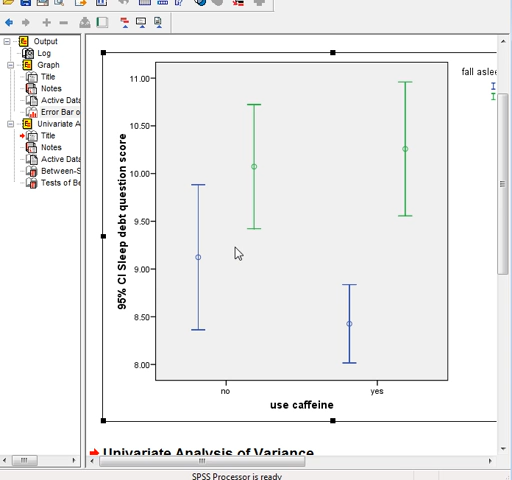 Output
Log
Graph
Title
Notes
Active Data
Error Bar o
Univariate A
Title
Notes
Active Data
Between-S
Tests of Be
fall aslee
95% CI Sleep debt question score
11.00
10.50
10.00
9.50
9.00
8.50
8.00
no yes
use caffeine
Univariate Analysis of Variance
SPSS Processor is ready